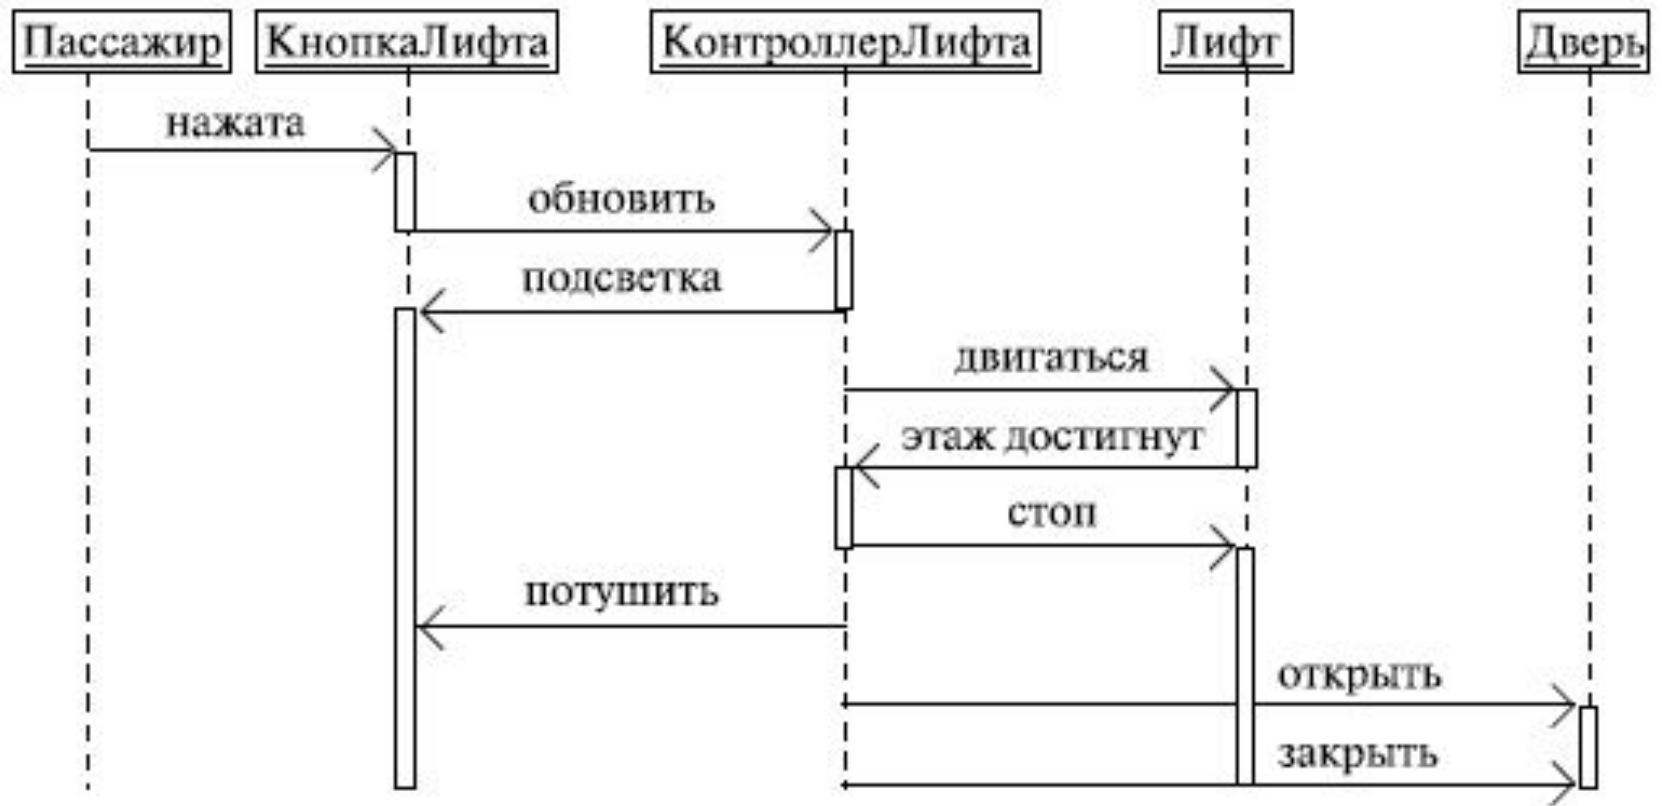 Пассажир КнопкаЛифта КонтроллерЛифта Лифт Дверь
нажата
обновить
подсветка
двигаться
этаж достигнут
стоп
потушить
открыть
закрыть